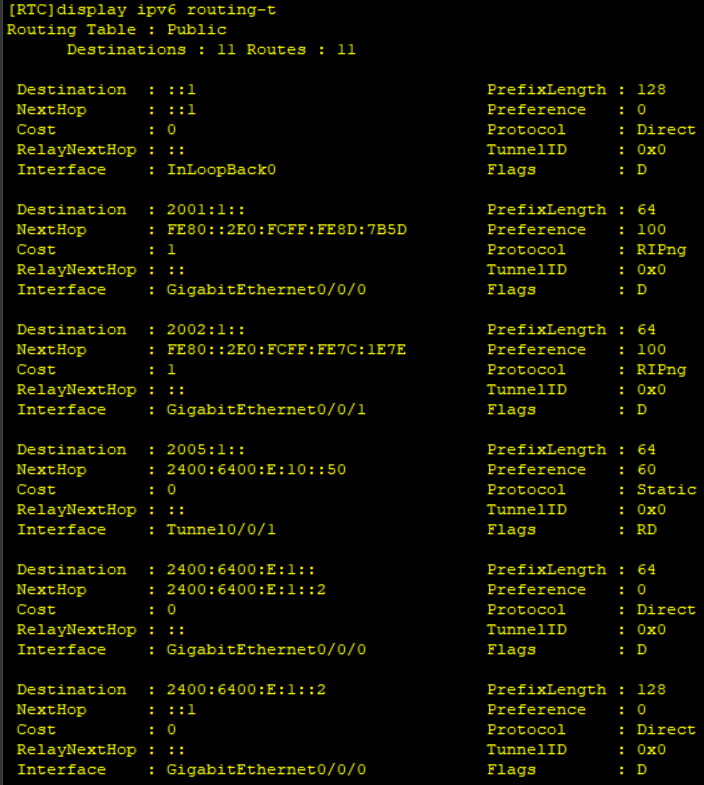 [RTC]display ipv6 routing-t
Routing Table : Public
Destinations : 11 Routes : 11
Destination : ::1 PrefixLength : 128
NextHop : ::1 Preference : 0
Cost : 0 Protocol : Direct
RelayNextHop : :: TunnelID : 0x0
Interface : InLoopBack0 Flags : D
Destination : 2001:1:: PrefixLength : 64
NextHop : FE80::2E0:FCFF:FE8D:7B5D Preference : 100
Cost : 1 Protocol : RIPng
RelayNextHop : :: TunnelID : 0x0
Interface : GigabitEthernet0/0/0 Flags : D
Destination : 2002:1:: PrefixLength : 64
NextHop : FE80::2E0:FCFF:FE7C:1E7E Preference : 100
Cost : 1 Protocol : RIPng
RelayNextHop : :: TunnelID : 0x0
Interface : GigabitEthernet0/0/1 Flags : D
Destination : 2005:1:: PrefixLength : 64
NextHop : 2400:6400:E:10::50 Preference : 60
Cost : 0 Protocol : Static
RelayNextHop : :: TunnelID : 0x0
Interface : Tunnel0/0/1 Flags : RD
Destination : 2400:6400:E:1:: PrefixLength : 64
NextHop : 2400:6400:E:1::2 Preference : 0
Cost : 0 Protocol : Direct
RelayNextHop : :: TunnelID : 0x0
Interface : GigabitEthernet0/0/0 Flags : D
Destination : 2400:6400:E:1::2 PrefixLength : 128
NextHop : ::1 Preference : 0
Cost : 0 Protocol : Direct
RelayNextHop : :: TunnelID : 0x0
Interface : GigabitEthernet0/0/0 Flags : D